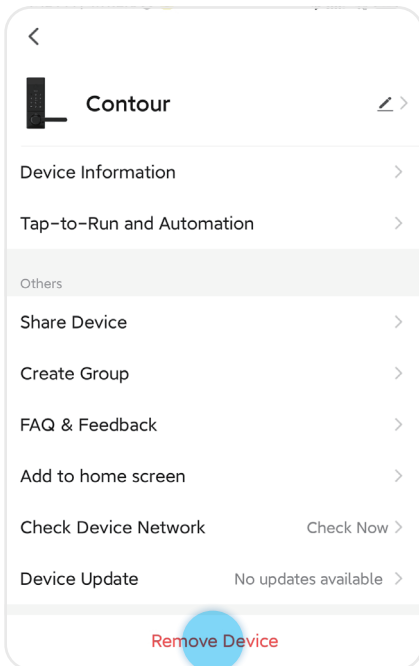 Contour
Device Information
Tap-to-Run and Automation
Others
Share Device
Create Group
FAQ & Feedback
Add to home screen
Check Device Network Check Now
Device Update No updates available
Remove Device